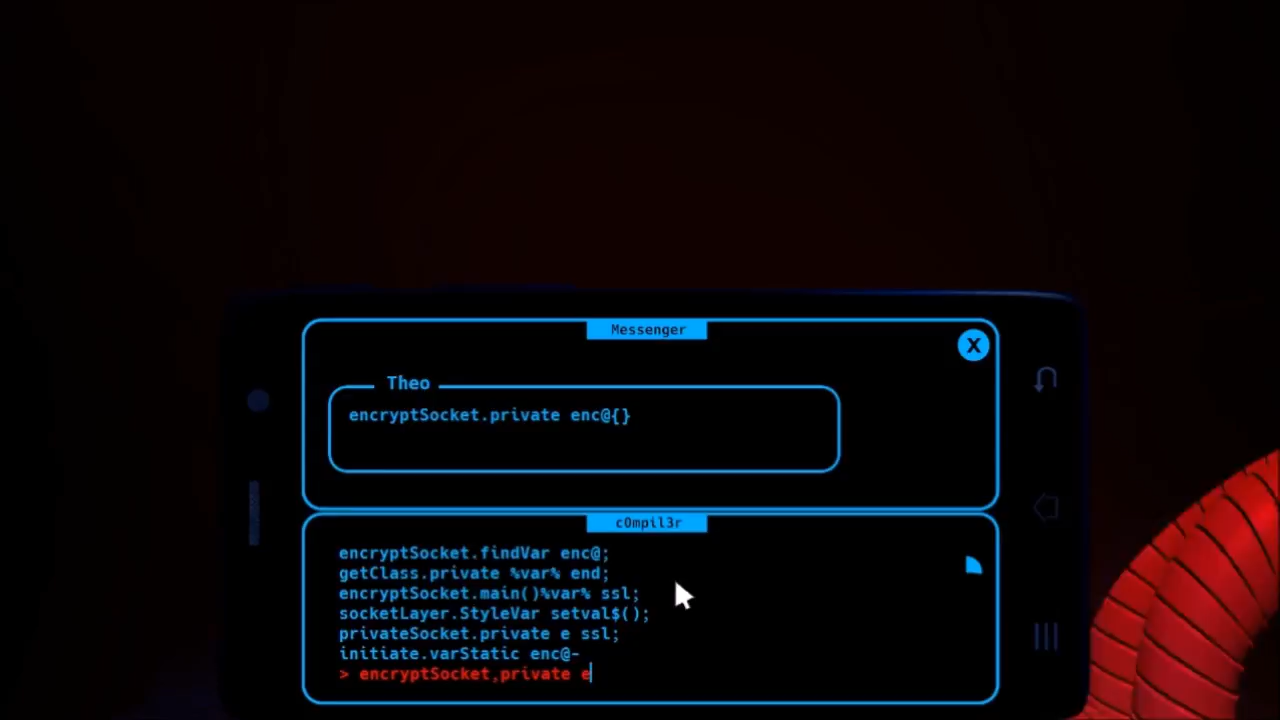 Messenger
X
Theo
encryptSocket.private enc@{}
c0mpil3r
encryptSocket.findVar enc@;
getClass.private %var% end;
encryptSocket.main()%var% ssl;
socketLayer.StyleVar setval$();
privateSocket.private e ssl;
initiate.varStatic enc@-
> encryptSocket,private e